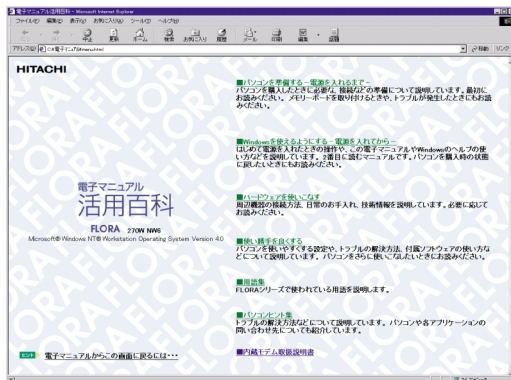 電子マニュアル活用百科 - Microsoft Internet Explorer
ファイル(F) 編集(E) 表示(V) お気に入り(A) ツール(T) ヘルプ(H)
中止 更新 ホーム 検索 お気に入り 履歴 メール 印刷 編集
アドレス(D) 移動 リンク
HITACHI
電子マニュアル
活用百科
FLORA 270W NW6
Microsoft® Windows NT® Workstation Operating System Version 4.0
ヒント 電子マニュアルからこの画面に戻るには・・・
■パソコンを準備する－電源を入れるまで－
パソコンを購入したときに必要な、接続などの準備について説明しています。最初に
お読みください。メモリーボードを取り付けるときや、トラブルが発生したときにもお読
みください。
■Windowsを使えるようにする－電源を入れてから－
はじめて電源を入れたときの操作や、この電子マニュアルやWindowsのヘルプの使
い方などを説明しています。2番目に読むマニュアルです。パソコンを購入時の状態
に戻したいときにもお読みください。
■ハードウェアを使いこなす
周辺機器の接続方法、日常のお手入れ、技術情報を説明しています。必要に応じて
お読みください。
■使い勝手を良くする
パソコンを使いやすくする設定や、トラブルの解決方法、付属ソフトウェアの使い方な
どについて説明しています。パソコンをさらに使いこなしたいときにお読みください。
■用語集
FLORAシリーズで使われている用語を説明します。
■パソコンヒント集
トラブルの解決方法などについて説明しています。パソコンや各アプリケーションの
問い合わせ先についても紹介しています。
■内蔵モデム取扱説明書